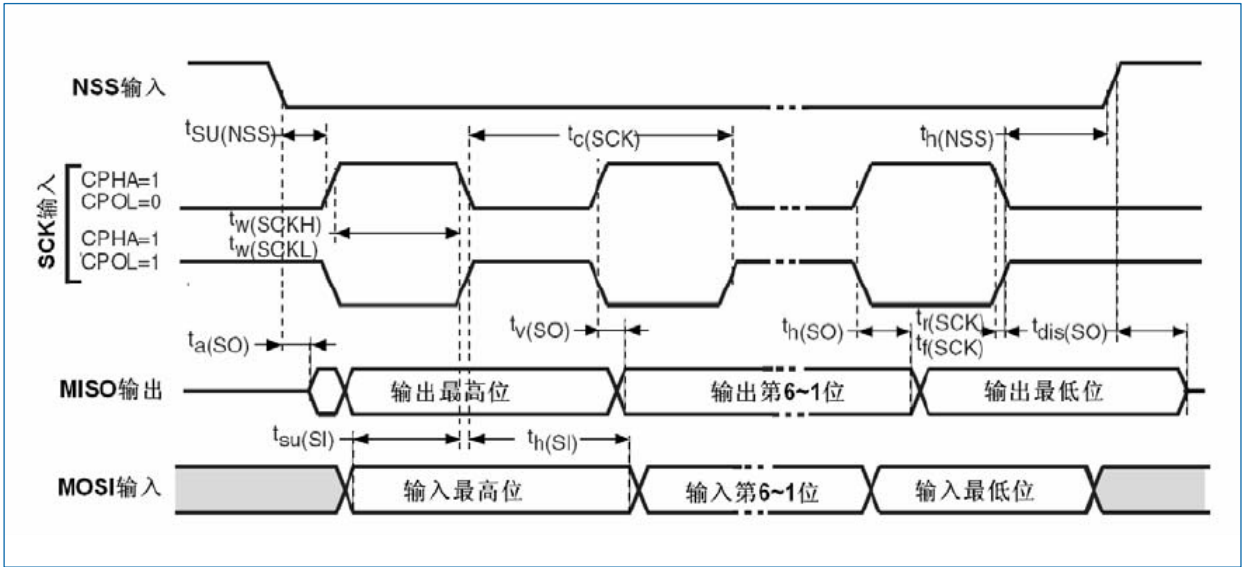 NSS输入
tSU(NSS)
tc(SCK)
th(NSS)
SCK输入
CPHA=1
CPOL=0
tw(SCKH)
tw(SCKL)
CPHA=1
CPOL=1
ta(SO)
tv(SO)
th(SO)
tr(SCK)
tf(SCK)
tdis(SO)
MISO输出
输出最高位
输出第6~1位
输出最低位
tsu(SI)
th(SI)
MOSI输入
输入最高位
输入第6~1位
输入最低位